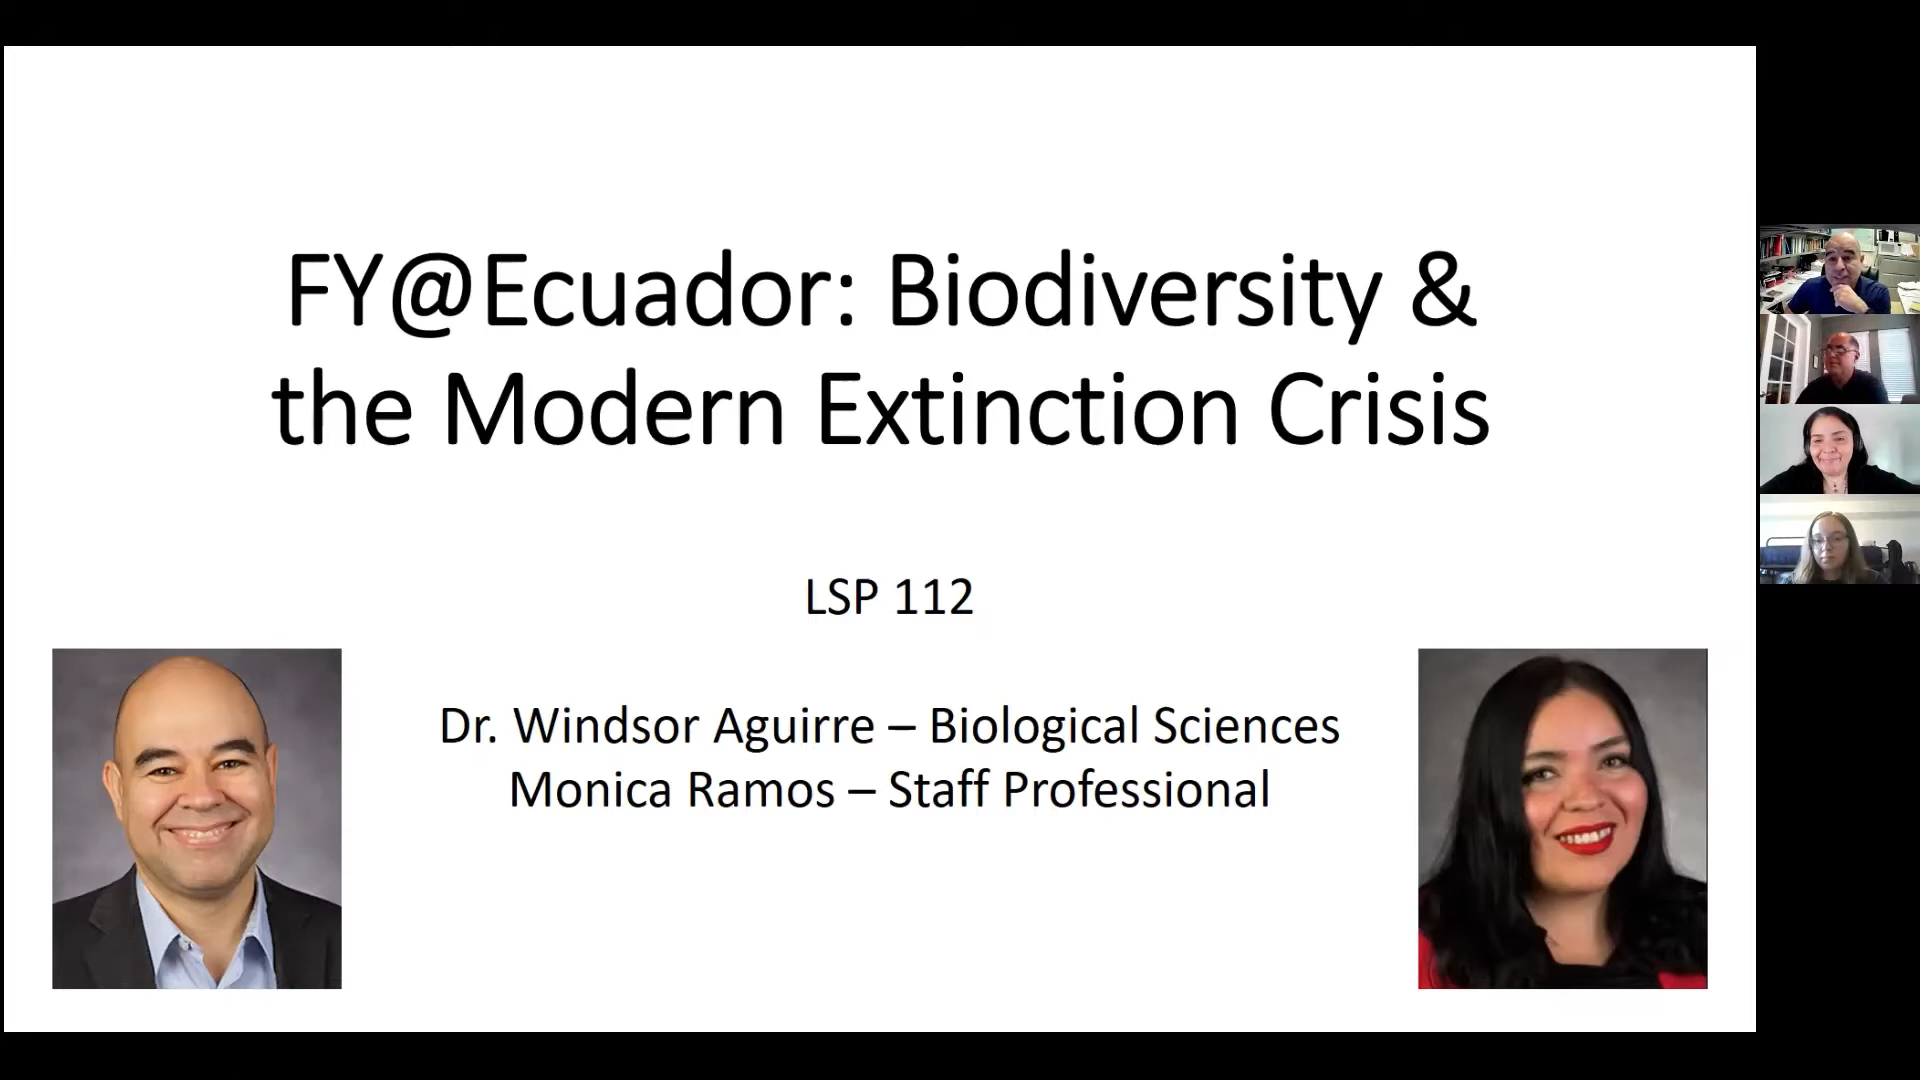 FY@Ecuador: Biodiversity &
the Modern Extinction Crisis
LSP 112
Dr. Windsor Aguirre – Biological Sciences
Monica Ramos – Staff Professional